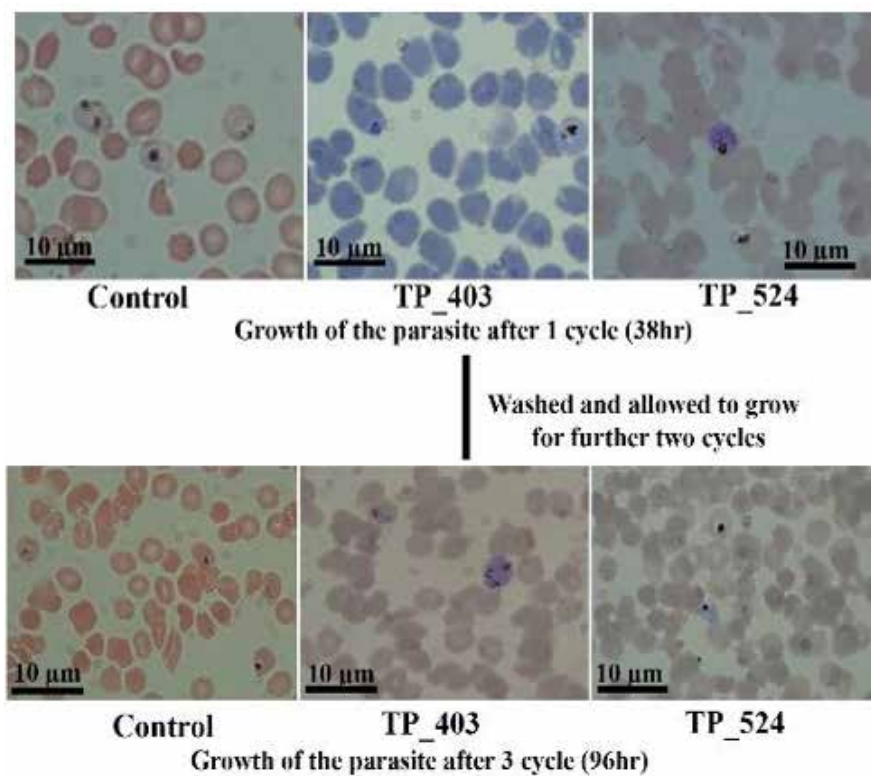 10 µm
10 µm
10 µm
Control
TP_403
TP_524
Growth of the parasite after 1 cycle (38hr)
Washed and allowed to grow
for further two cycles
10 µm
10 µm
10 µm
Control
TP_403
TP_524
Growth of the parasite after 3 cycle (96hr)